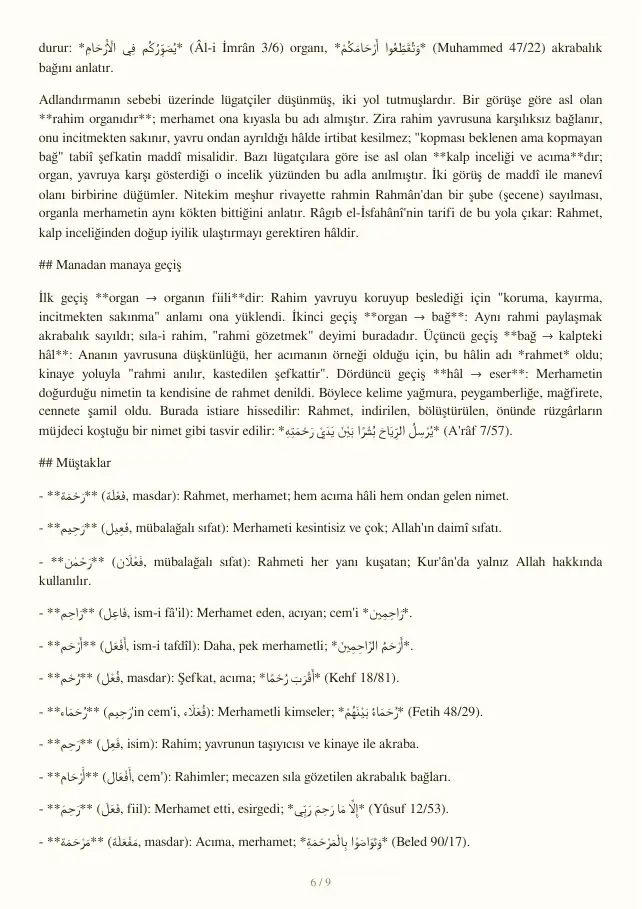 durur: *يُصَوِّرُكُم فِي الْأَرْحَامِ* (Âl-i İmrân 3/6) organı, *وَتُقَطِّعُوا أَرْحَامَكُمْ* (Muhammed 47/22) akrabalık
bağını anlatır.
Adlandırmanın sebebi üzerinde lügatçiler düşünmüş, iki yol tutmuşlardır. Bir görüşe göre asl olan
**rahim organıdır**; merhamet ona kıyasla bu adı almıştır. Zira rahim yavrusuna karşılıksız bağlanır,
onu incitmekten sakınır, yavru ondan ayrıldığı hâlde irtibat kesilmez; "kopması beklenen ama kopmayan
bağ" tabiî şefkatin maddî misalidir. Bazı lügatçılara göre ise asl olan **kalp inceliği ve acıma**dır;
organ, yavruya karşı gösterdiği o incelik yüzünden bu adla anılmıştır. İki görüş de maddî ile manevî
olanı birbirine düğümler. Nitekim meşhur rivayette rahmin Rahmân'dan bir şube (şecene) sayılması,
organla merhametin aynı kökten bittiğini anlatır. Râgıb el-İsfahânî'nin tarifi de bu yola çıkar: Rahmet,
kalp inceliğinden doğup iyilik ulaştırmayı gerektiren hâldir.
## Manadan manaya geçiş
İlk geçiş **organ → organın fiili**dir: Rahim yavruyu koruyup beslediği için "koruma, kayırma,
incitmekten sakınma" anlamı ona yüklendi. İkinci geçiş **organ → bağ**: Aynı rahmi paylaşmak
akrabalık sayıldı; sıla-i rahim, "rahmi gözetmek" deyimi buradadır. Üçüncü geçiş **bağ → kalpteki
hâl**: Ananın yavrusuna düşkünlüğü, her acımanın örneği olduğu için, bu hâlin adı *rahmet* oldu;
kinaye yoluyla "rahmi anılır, kastedilen şefkattir". Dördüncü geçiş **hâl → eser**: Merhametin
doğurduğu nimetin ta kendisine de rahmet denildi. Böylece kelime yağmura, peygamberliğe, mağfirete,
cennete şamil oldu. Burada istiare hissedilir: Rahmet, indirilen, bölüştürülen, önünde rüzgârların
müjdeci koştuğu bir nimet gibi tasvir edilir: *يُرْسِلُ الرِّيَاحَ بُشْرًا بَيْنَ يَدَيْ رَحْمَتِهِ* (A'râf 7/57).
## Müştaklar
- **رَحْمَة** (فَعْلَة, masdar): Rahmet, merhamet; hem acıma hâli hem ondan gelen nimet.
- **رَحِيم** (فَعِيل, mübalağalı sıfat): Merhameti kesintisiz ve çok; Allah'ın daimî sıfatı.
- **رَحْمٰن** (فَعْلَان, mübalağalı sıfat): Rahmeti her yanı kuşatan; Kur'ân'da yalnız Allah hakkında
kullanılır.
- **رَاحِم** (فَاعِل, ism-i fâ'il): Merhamet eden, acıyan; cem'i *رَاحِمِين*.
- **أَرْحَم** (أَفْعَل, ism-i tafdîl): Daha, pek merhametli; *أَرْحَمُ الرَّاحِمِينَ*.
- **رُحْم** (فُعْل, masdar): Şefkat, acıma; *أَقْرَبَ رُحْمًا* (Kehf 18/81).
- **رُحَمَاء** (رَحِيم'in cem'i, فُعَلَاء): Merhametli kimseler; *رُحَمَاءُ بَيْنَهُمْ* (Fetih 48/29).
- **رَحِم** (فَعِل, isim): Rahim; yavrunun taşıyıcısı ve kinaye ile akraba.
- **أَرْحَام** (أَفْعَال, cem'): Rahimler; mecazen sıla gözetilen akrabalık bağları.
- **رَحِمَ** (فَعْلَ, fiil): Merhamet etti, esirgedi; *إِلَّا مَا رَحِمَ رَبِّي* (Yûsuf 12/53).
- **مَرْحَمَة** (مَفْعَلَة, masdar): Acıma, merhamet; *وَتَوَاصَوْا بِالْمَرْحَمَةِ* (Beled 90/17).
6 / 9